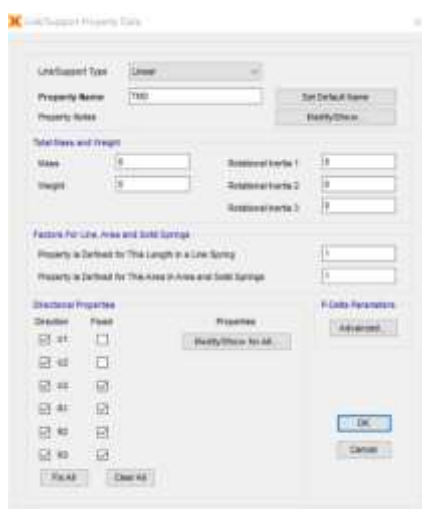 Link/Support Property Data
Link/Support Type Linear
Property Name TMD Set Default Name
Property Notes Modify/Show...
Total Mass and Weight
Mass 0 Rotational Inertia 1 0
Weight 0 Rotational Inertia 2 0
Rotational Inertia 3 0
Factors For Line, Area and Solid Springs
Property is Defined for This Length In a Line Spring 1
Property is Defined for This Area In Area and Solid Springs 1
Directional Properties P-Delta Parameters
Direction Fixed Properties Advanced...
U1 Modify/Show for All...
U2
U3
R1
R2 OK
R3 Cancel
Fix All Clear All